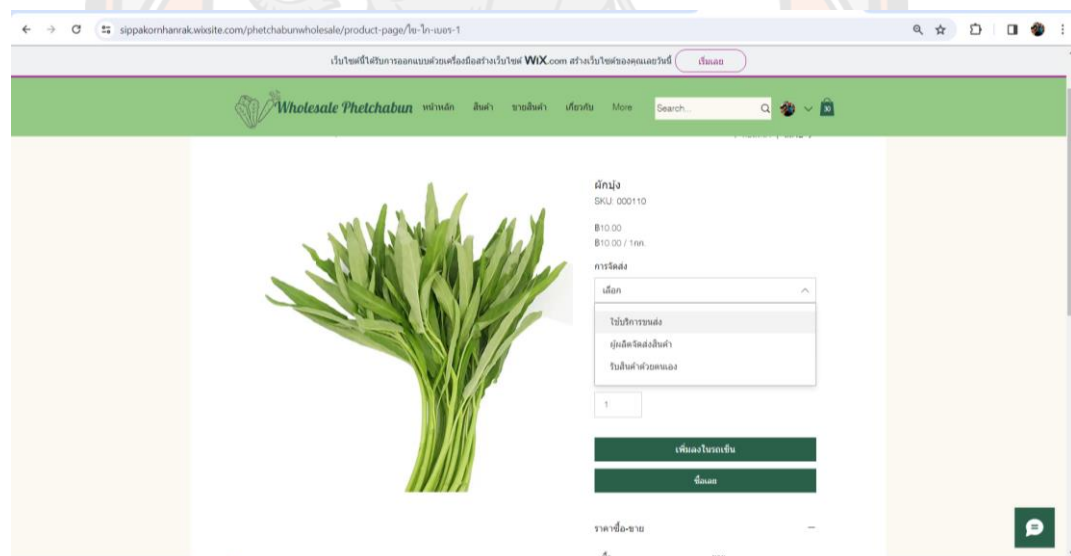 sippakornhanrak.wixsite.com/phetchabunwholesale/product-page/ใข-ไก-เบอร-1
เว็บไซต์นี้ได้รับการออกแบบด้วยเครื่องมือสร้างเว็บไซต์ WiX.com สร้างเว็บไซต์ของคุณเลยวันนี้ เริ่มเลย
Wholesale Phetchabun หน้าหลัก สินค้า ขายสินค้า เกี่ยวกับ More Search... 30
ผักบุ้ง
SKU: 000110
฿10.00
฿10.00 / 1กก.
การจัดส่ง
เลือก
ใช้บริการขนส่ง
ผู้ผลิตจัดส่งสินค้า
รับสินค้าด้วยตนเอง
1
เพิ่มลงในรถเข็น
ซื้อเลย
ราคาซื้อ-ขาย